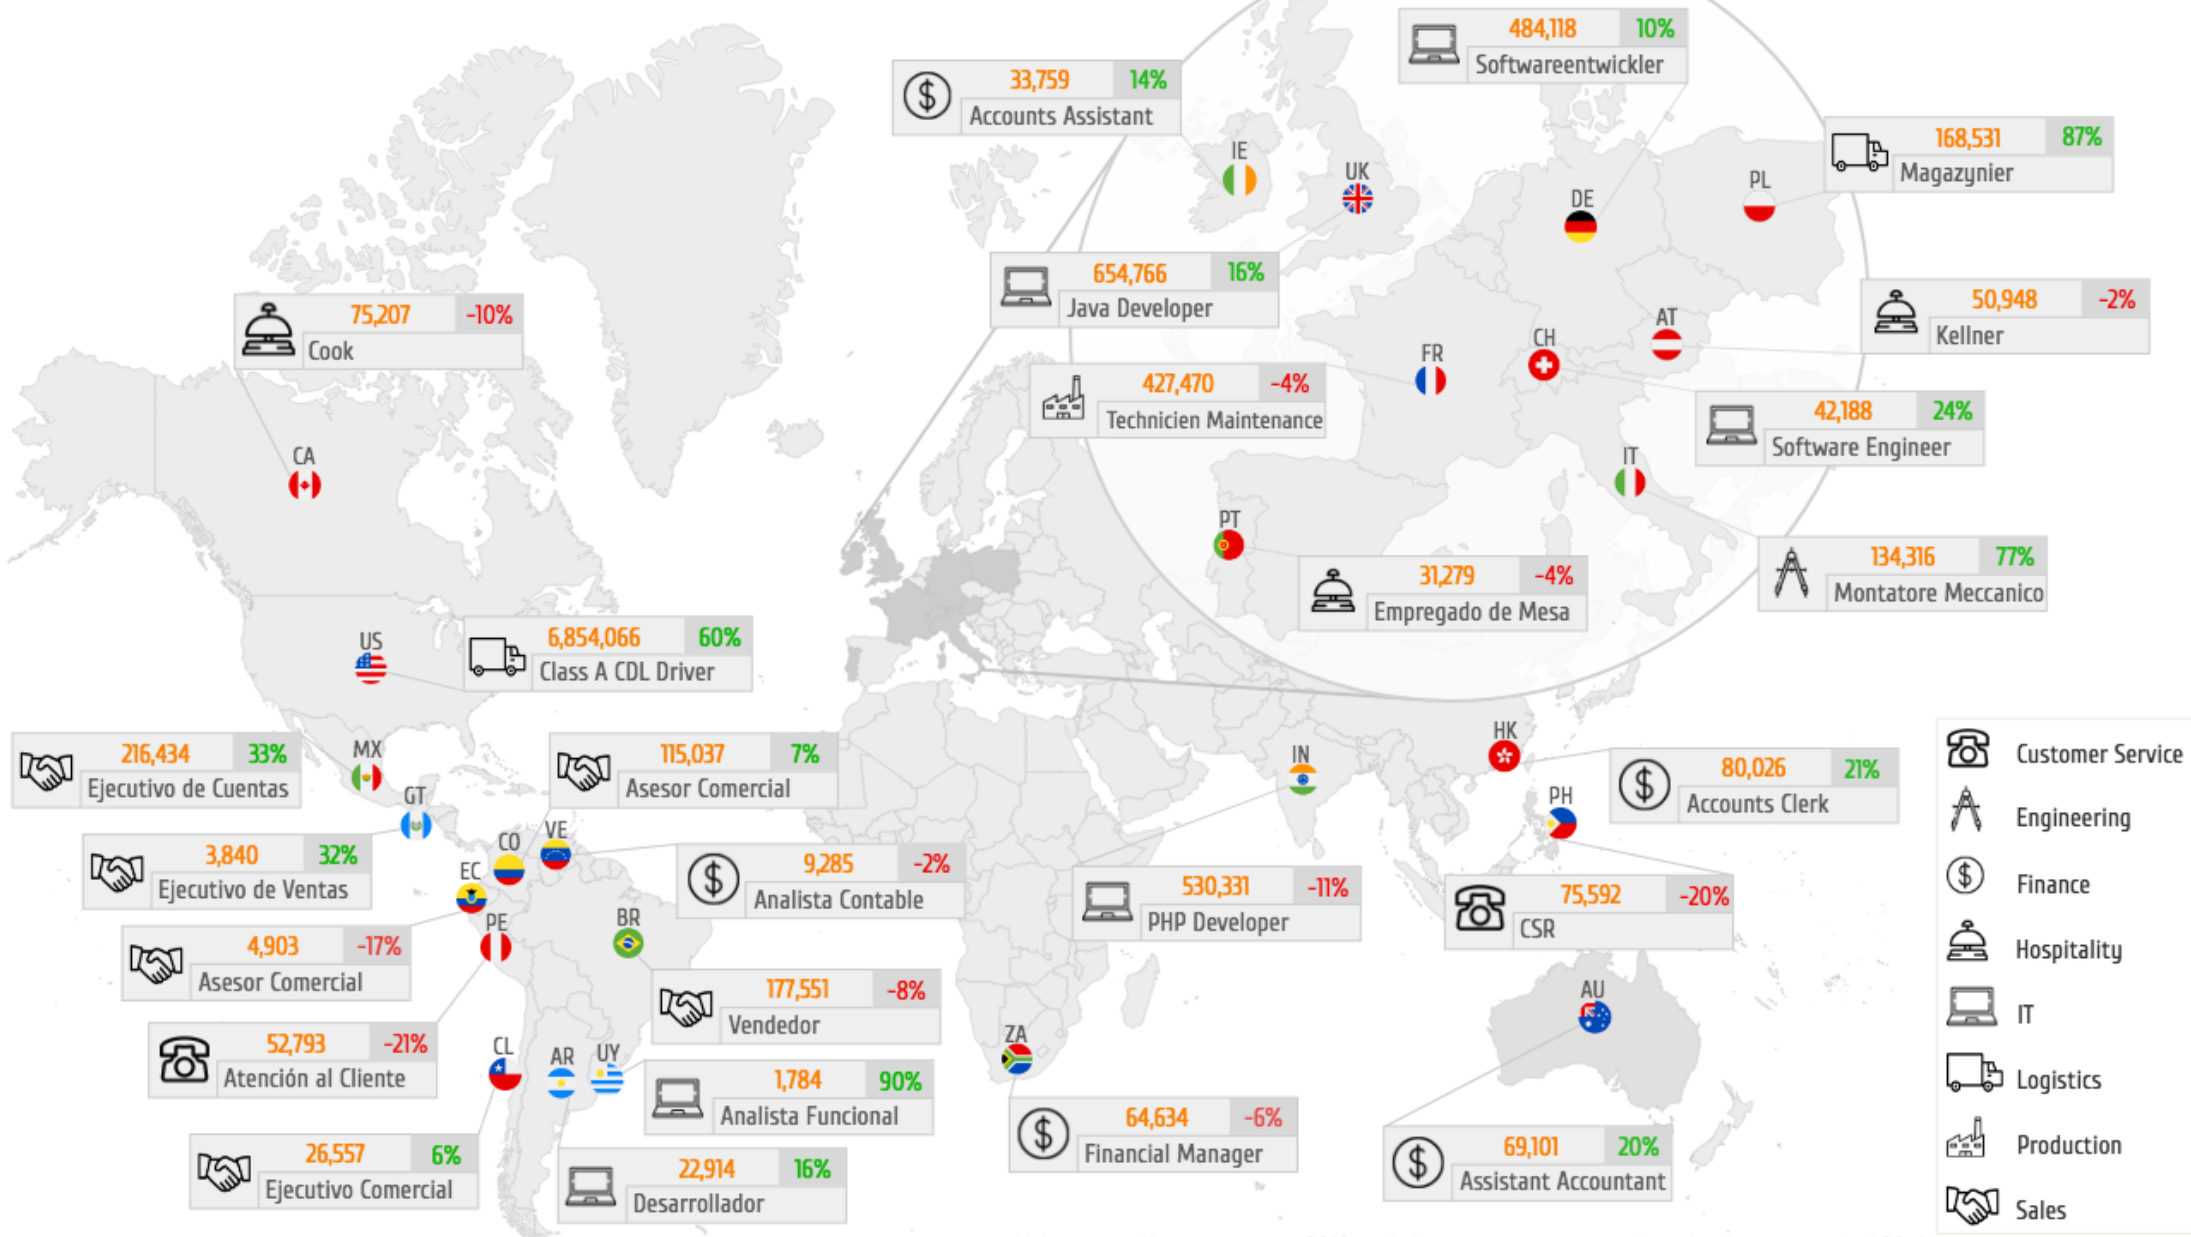 484,118 10%
Softwareentwickler
33,759 14%
Accounts Assistant
168,531 87%
Magazynier
IE
UK
PL
DE
654,766 16%
Java Developer
75,207 -10%
Cook
50,948 -2%
Kellner
AT
CH
FR
427,470 -4%
Technicien Maintenance
42,188 24%
Software Engineer
CA
IT
PT
134,316 77%
Montatore Meccanico
31,279 -4%
Empregado de Mesa
US
6,854,066 60%
Class A CDL Driver
216,434 33%
Ejecutivo de Cuentas
MX
115,037 7%
Asesor Comercial
IN
HK
80,026 21%
Accounts Clerk
PH
GT
3,840 32%
Ejecutivo de Ventas
CO
VE
EC
9,285 -2%
Analista Contable
530,331 -11%
PHP Developer
75,592 -20%
CSR
PE
BR
4,903 -17%
Asesor Comercial
177,551 -8%
Vendedor
AU
52,793 -21%
Atención al Cliente
CL
AR
UY
ZA
1,784 90%
Analista Funcional
64,634 -6%
Financial Manager
26,557 6%
Ejecutivo Comercial
22,914 16%
Desarrollador
69,101 20%
Assistant Accountant
Customer Service
Engineering
Finance
Hospitality
IT
Logistics
Production
Sales